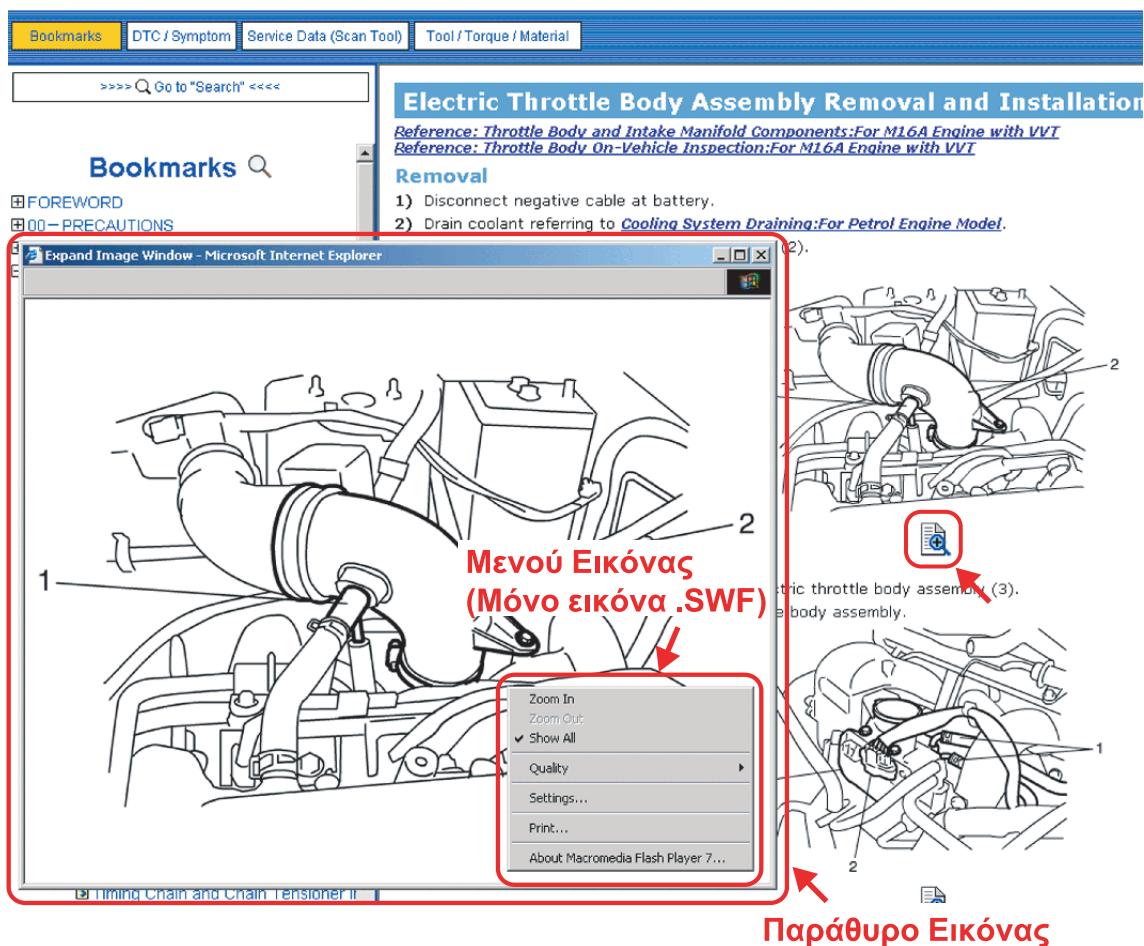 Bookmarks
DTC / Symptom
Service Data (Scan Tool)
Tool / Torque / Material
>>>> Go to "Search" <<<<
Bookmarks
FOREWORD
00－PRECAUTIONS
Electric Throttle Body Assembly Removal and Installation
Reference: Throttle Body and Intake Manifold Components:For M16A Engine with VVT
Reference: Throttle Body On-Vehicle Inspection:For M16A Engine with VVT
Removal
1) Disconnect negative cable at battery.
2) Drain coolant referring to Cooling System Draining:For Petrol Engine Model.
(2).
Expand Image Window - Microsoft Internet Explorer
1
2
2
Μενού Εικόνας
(Μόνο εικόνα .SWF)
Zoom In
Zoom Out
Show All
Quality
Settings...
Print...
About Macromedia Flash Player 7...
throttle body assembly (3).
body assembly.
1
2
Timing Chain and Chain Tensioner
Παράθυρο Εικόνας